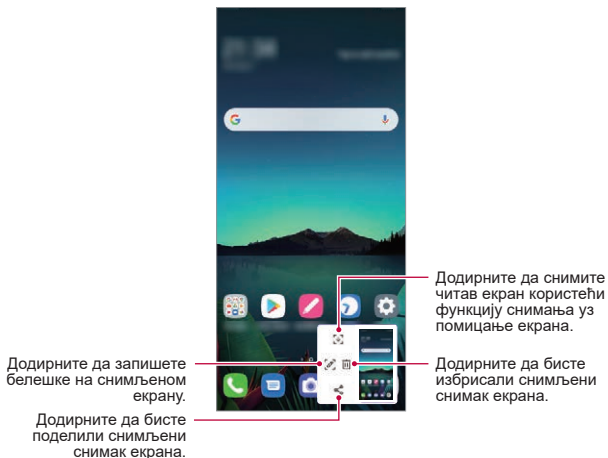 Додирните да снимите
читав екран користећи
функцију снимања уз
помицање екрана.
Додирните да запишете
белешке на снимљеном
екрану.
Додирните да бисте
избрисали снимљени
снимак екрана.
Додирните да бисте
поделили снимљени
снимак екрана.